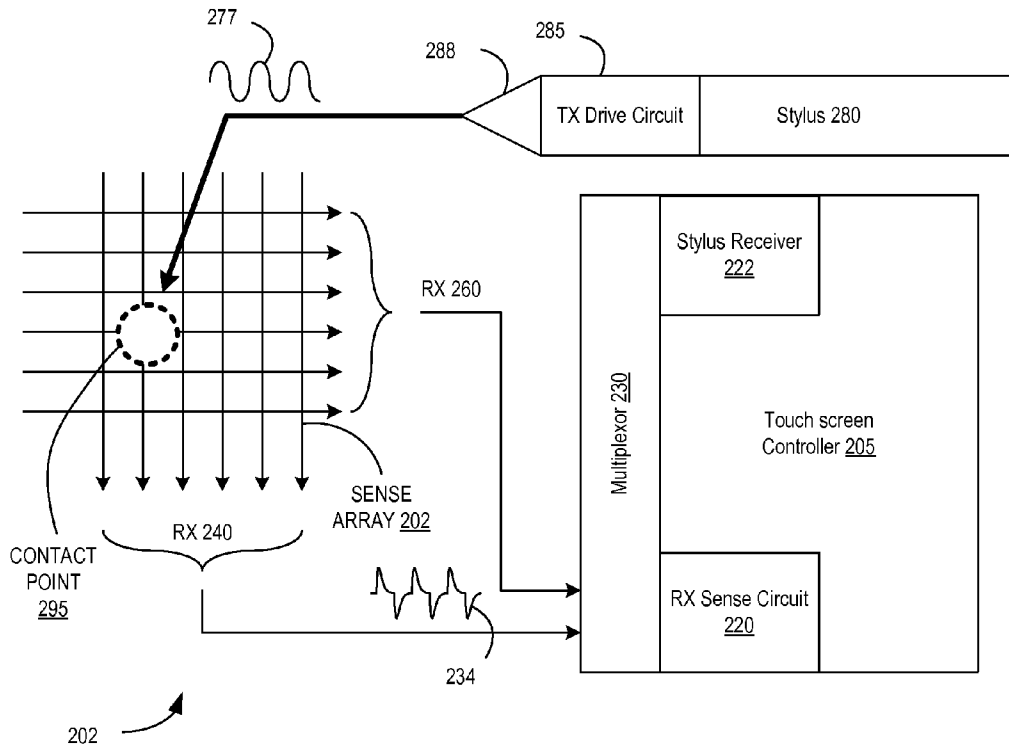 277
288
285
TX Drive Circuit
Stylus 280
Stylus Receiver
222
RX 260
Multiplexor 230
Touch screen
Controller 205
SENSE
ARRAY 202
RX 240
CONTACT
POINT
295
RX Sense Circuit
220
234
202